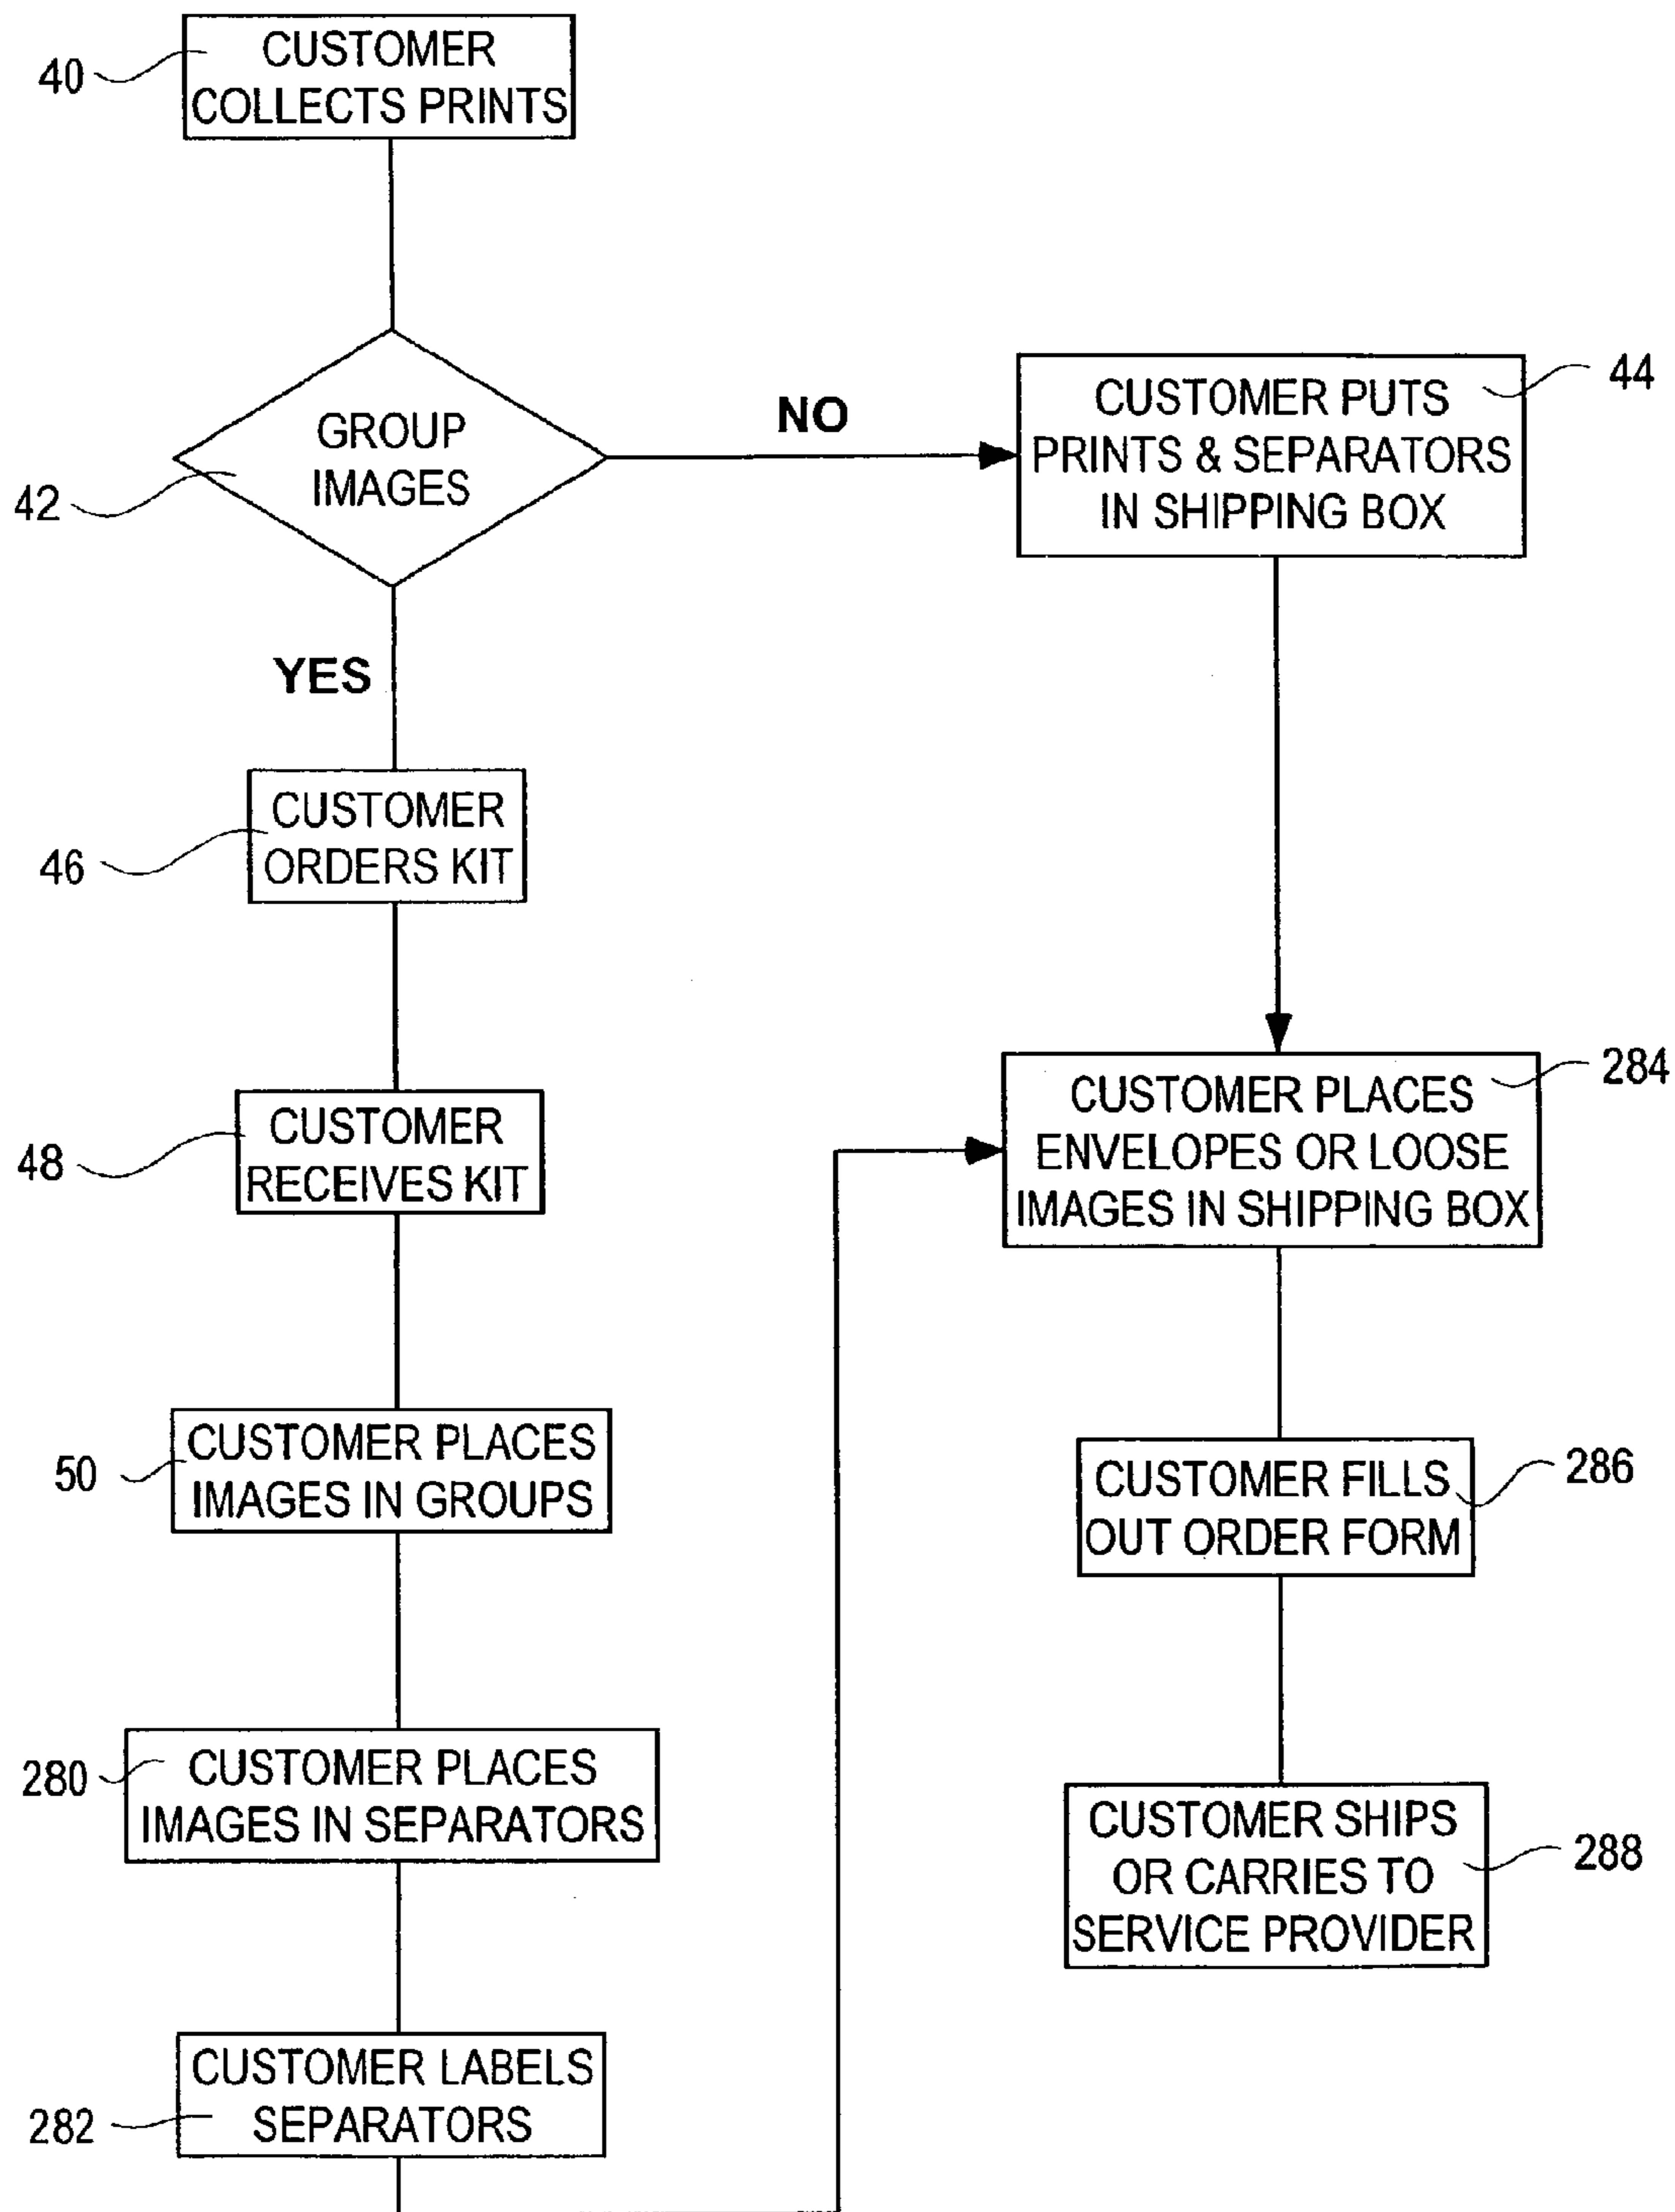 40
CUSTOMER
COLLECTS PRINTS
42
GROUP
IMAGES
NO
44
CUSTOMER PUTS
PRINTS & SEPARATORS
IN SHIPPING BOX
YES
46
CUSTOMER
ORDERS KIT
48
CUSTOMER
RECEIVES KIT
50
CUSTOMER PLACES
IMAGES IN GROUPS
280
CUSTOMER PLACES
IMAGES IN SEPARATORS
282
CUSTOMER LABELS
SEPARATORS
284
CUSTOMER PLACES
ENVELOPES OR LOOSE
IMAGES IN SHIPPING BOX
286
CUSTOMER FILLS
OUT ORDER FORM
288
CUSTOMER SHIPS
OR CARRIES TO
SERVICE PROVIDER